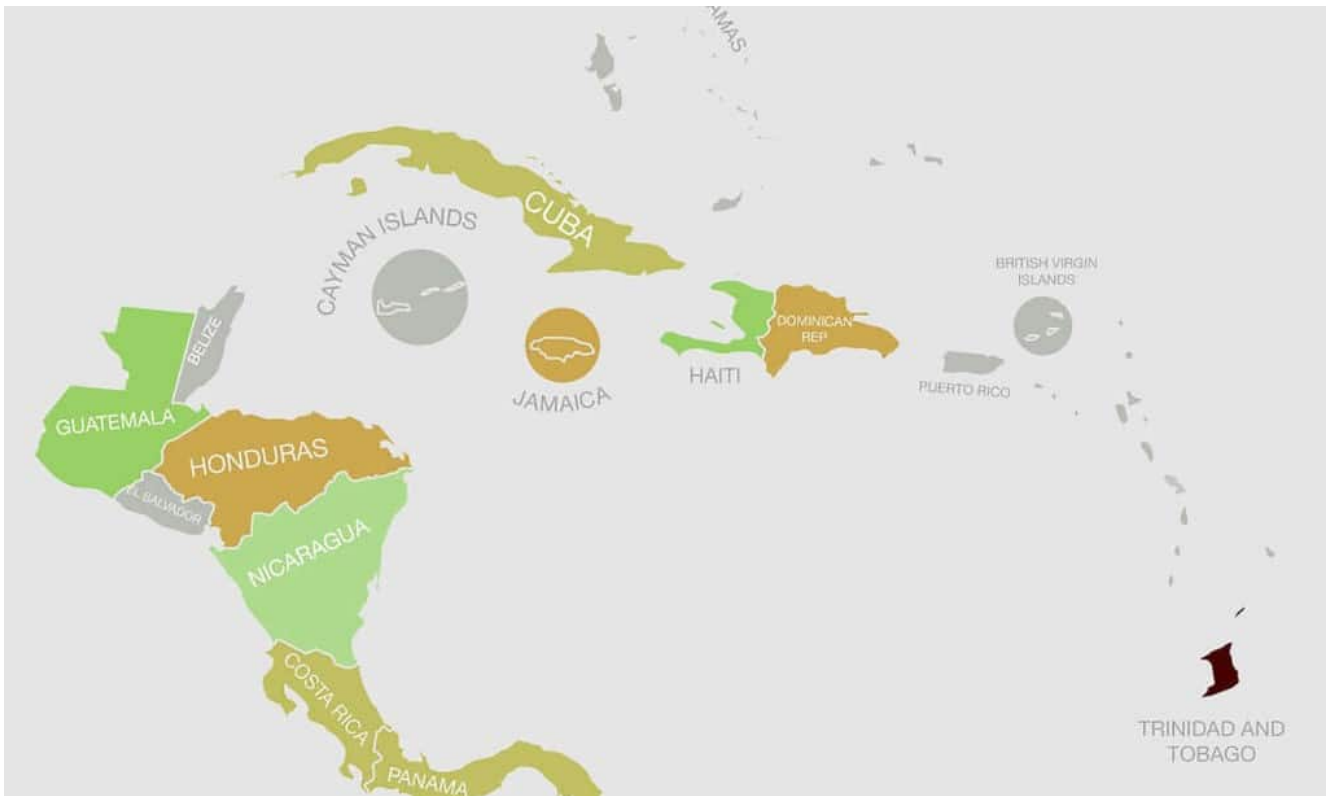 AMAS
CUBA
CAYMAN ISLANDS
BRITISH VIRGIN
ISLANDS
BELIZE
DOMINICAN
REP
HAITI
PUERTO RICO
JAMAICA
GUATEMALA
HONDURAS
EL SALVADOR
NICARAGUA
COSTA RICA
TRINIDAD AND
TOBAGO
PANAMA